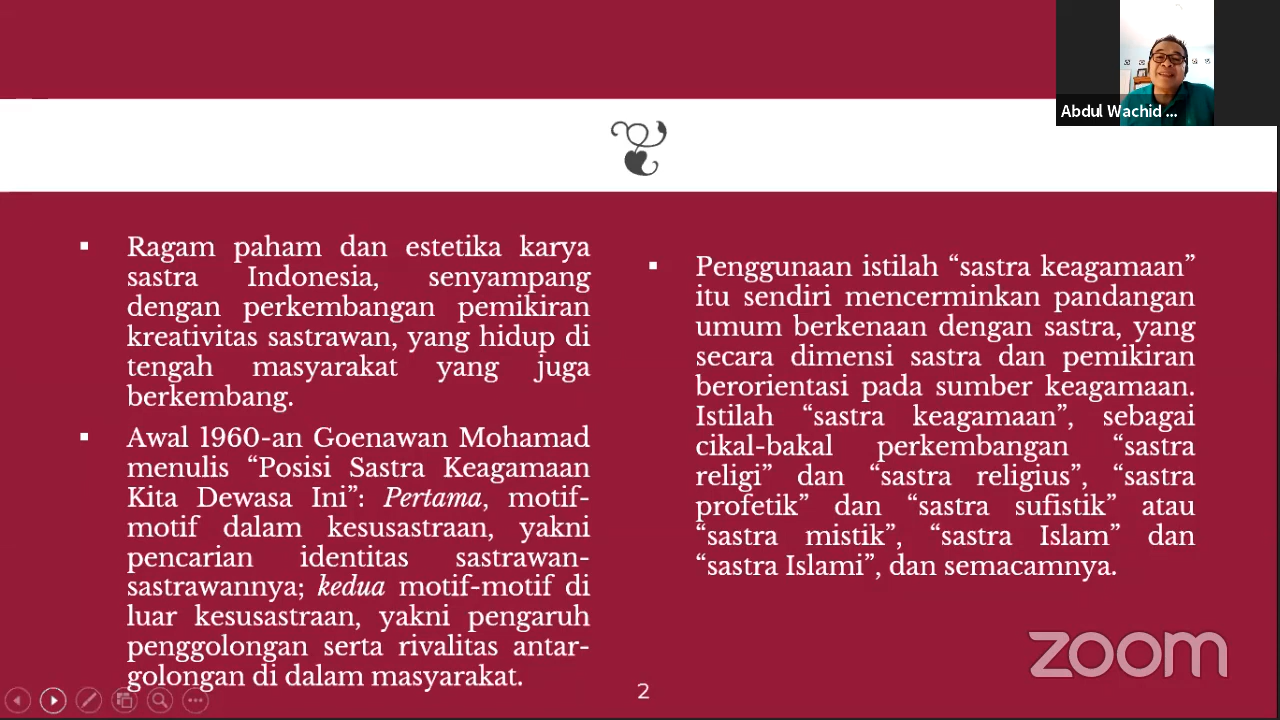 Abdul Wachid ...
Ragam paham dan estetika karya
sastra Indonesia, senyampang
dengan perkembangan pemikiran
kreativitas sastrawan, yang hidup di
tengah masyarakat yang juga
berkembang.
Awal 1960-an Goenawan Mohamad
menulis “Posisi Sastra Keagamaan
Kita Dewasa Ini”: Pertama, motif-
motif dalam kesusastraan, yakni
pencarian identitas sastrawan-
sastrawannya; kedua motif-motif di
luar kesusastraan, yakni pengaruh
penggolongan serta rivalitas antar-
golongan di dalam masyarakat.
Penggunaan istilah “sastra keagamaan”
itu sendiri mencerminkan pandangan
umum berkenaan dengan sastra, yang
secara dimensi sastra dan pemikiran
berorientasi pada sumber keagamaan.
Istilah “sastra keagamaan”, sebagai
cikal-bakal perkembangan “sastra
religi” dan “sastra religius”, “sastra
profetik” dan “sastra sufistik” atau
“sastra mistik”, “sastra Islam” dan
“sastra Islami”, dan semacamnya.
zoom
2